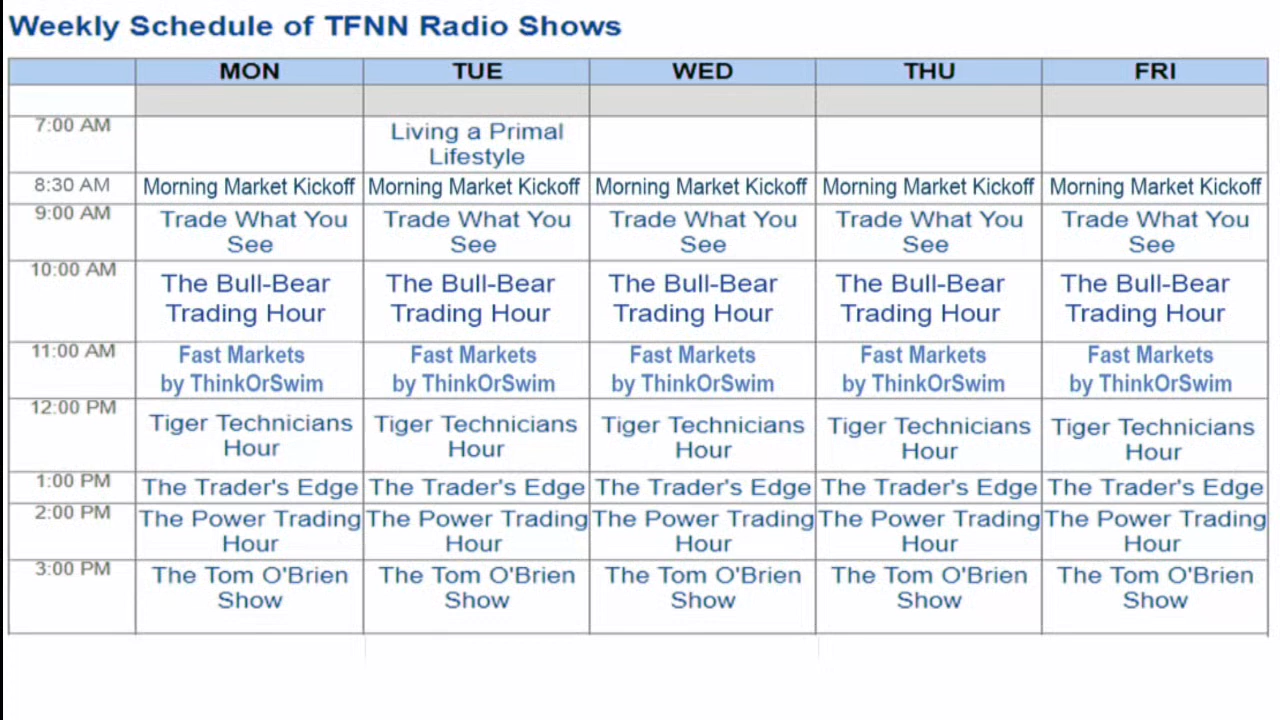 Weekly Schedule of TFNN Radio Shows
MON TUE WED THU FRI
7:00 AM Living a Primal
Lifestyle
8:30 AM Morning Market Kickoff Morning Market Kickoff Morning Market Kickoff Morning Market Kickoff Morning Market Kickoff
9:00 AM Trade What You Trade What You Trade What You Trade What You Trade What You
See See See See See
10:00 AM The Bull-Bear The Bull-Bear The Bull-Bear The Bull-Bear The Bull-Bear
Trading Hour Trading Hour Trading Hour Trading Hour Trading Hour
11:00 AM Fast Markets Fast Markets Fast Markets Fast Markets Fast Markets
by ThinkOrSwim by ThinkOrSwim by ThinkOrSwim by ThinkOrSwim by ThinkOrSwim
12:00 PM Tiger Technicians Tiger Technicians Tiger Technicians Tiger Technicians Tiger Technicians
Hour Hour Hour Hour Hour
1:00 PM The Trader's Edge The Trader's Edge The Trader's Edge The Trader's Edge The Trader's Edge
2:00 PM The Power Trading The Power Trading The Power Trading The Power Trading The Power Trading
Hour Hour Hour Hour Hour
3:00 PM The Tom O'Brien The Tom O'Brien The Tom O'Brien The Tom O'Brien The Tom O'Brien
Show Show Show Show Show